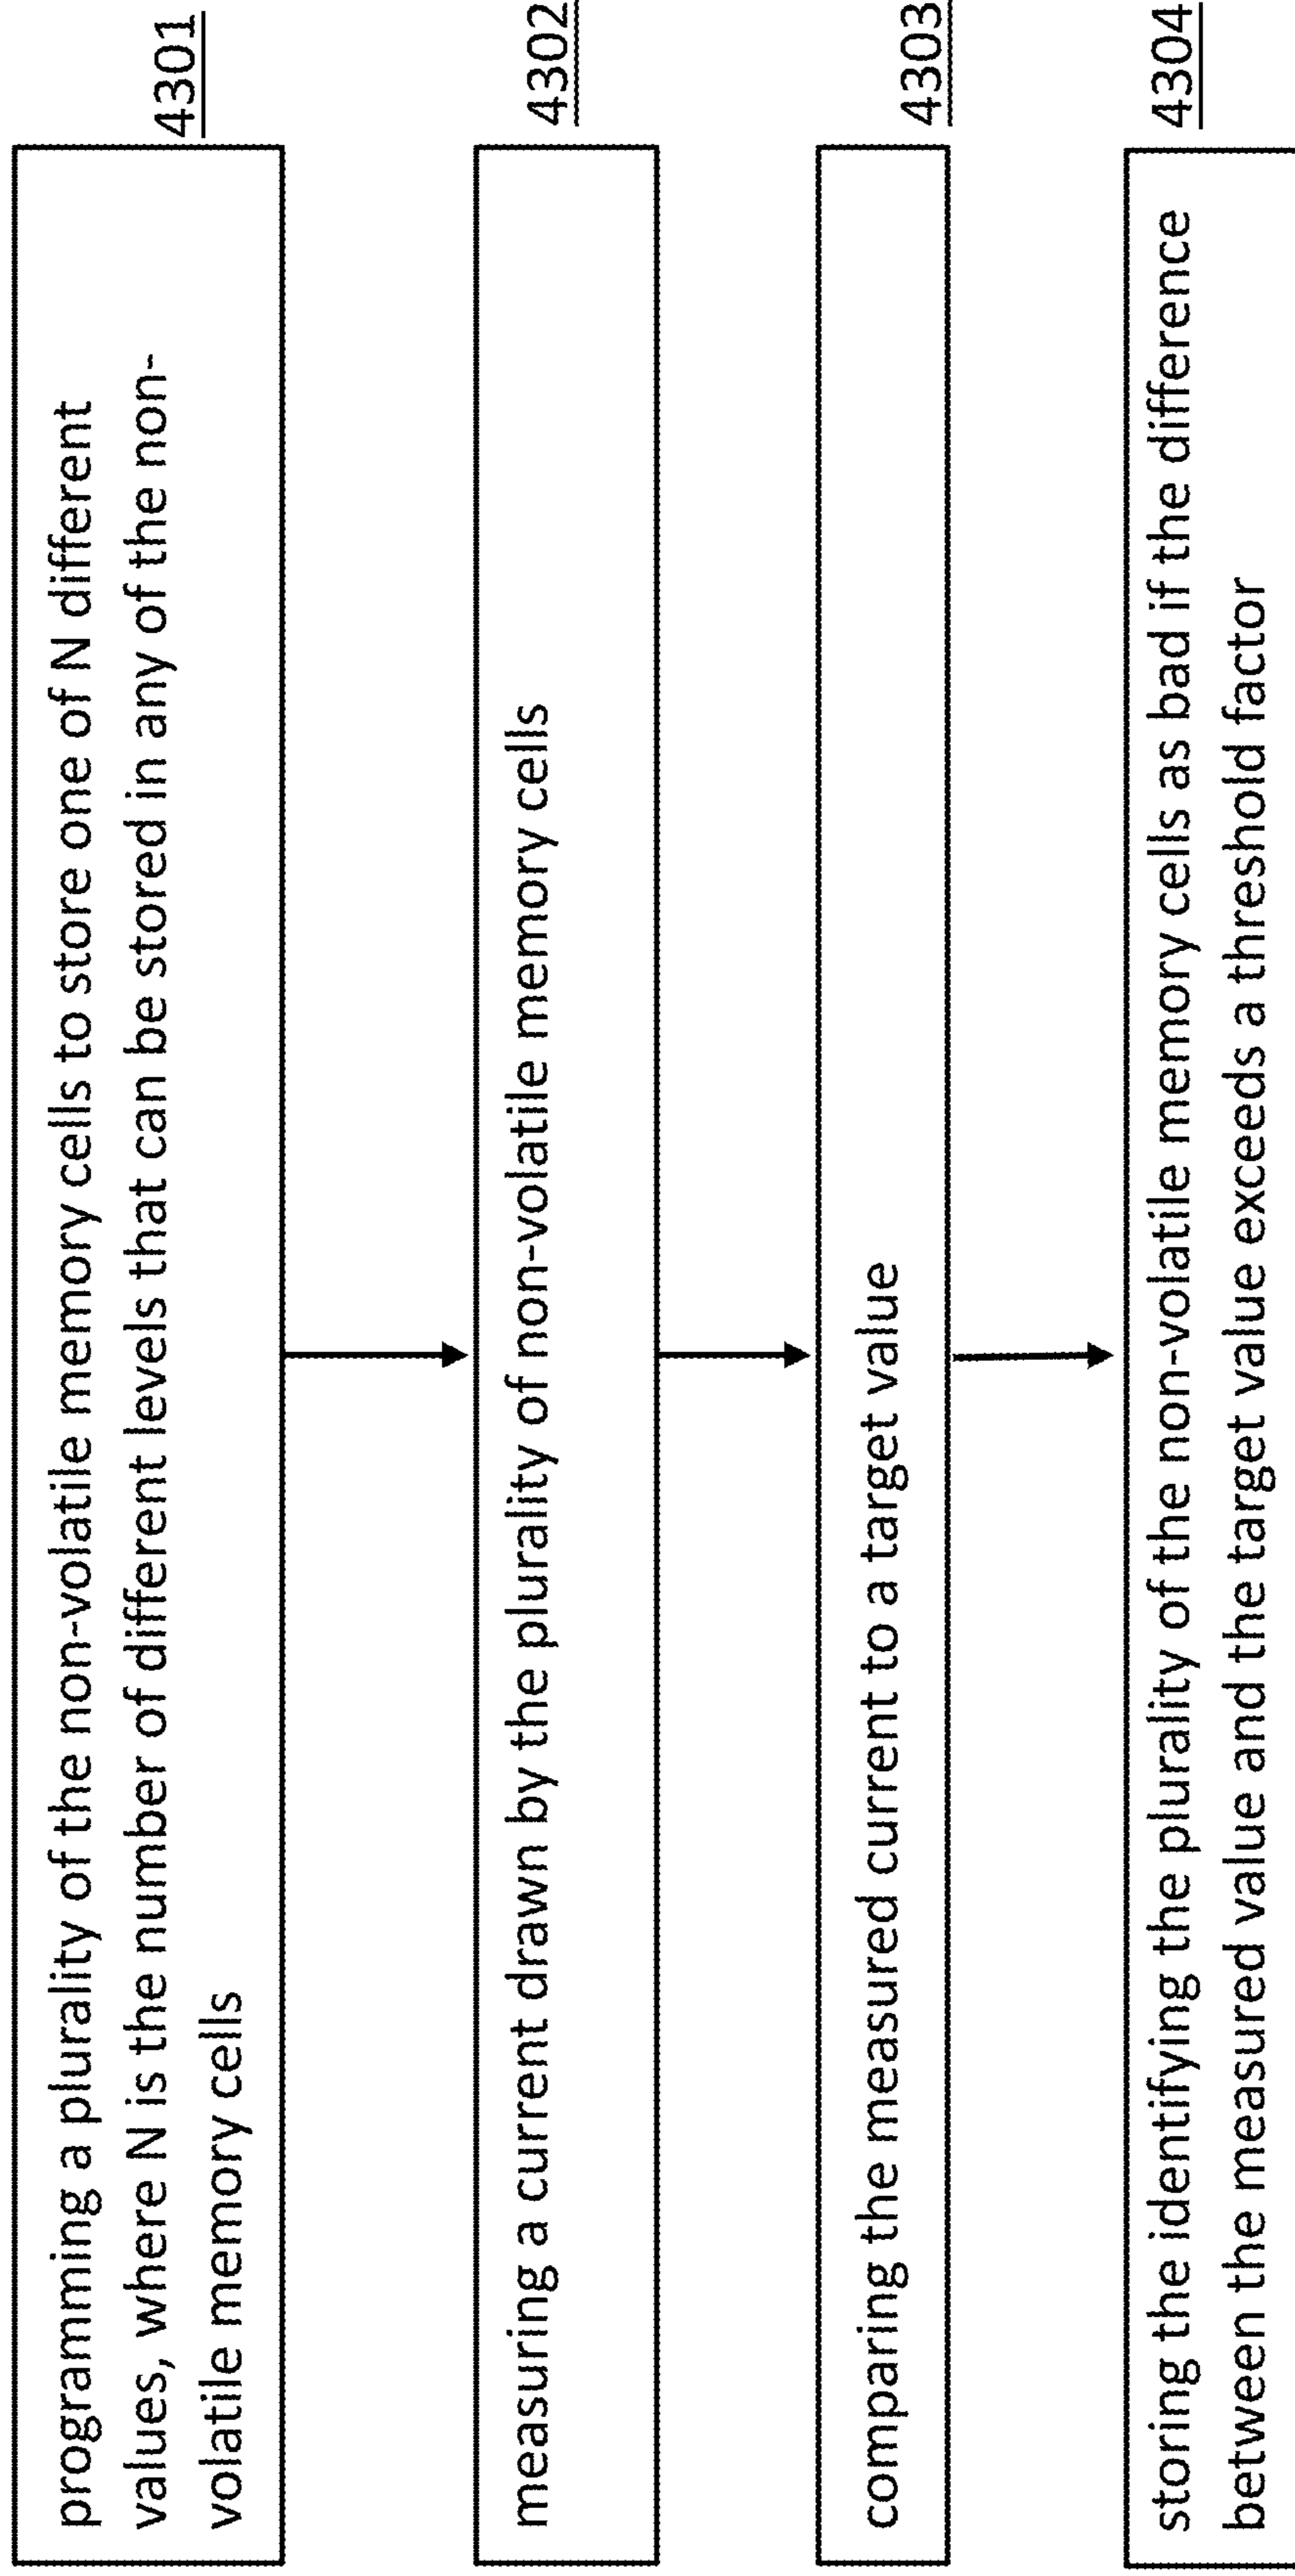 programming a plurality of the non-volatile memory cells to store one of N different
values, where N is the number of different levels that can be stored in any of the non-
volatile memory cells
4301
measuring a current drawn by the plurality of non-volatile memory cells
4302
comparing the measured current to a target value
4303
storing the identifying the plurality of the non-volatile memory cells as bad if the difference
between the measured value and the target value exceeds a threshold factor
4304